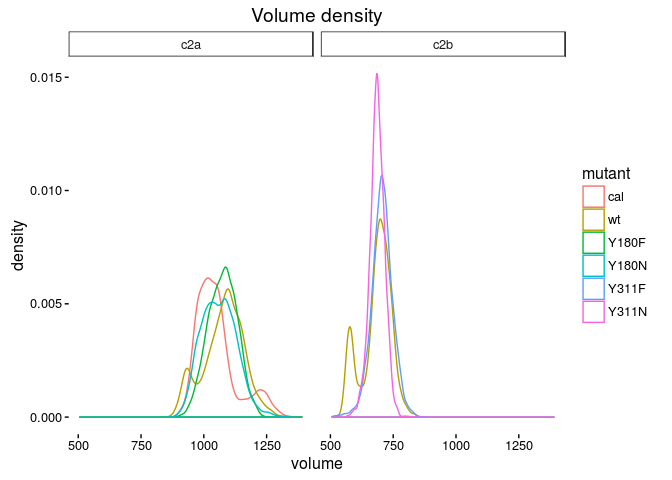 Volume density
c2a c2b
0.015
0.010
0.005
0.000
density
500 750 1000 1250 500 750 1000 1250
volume
mutant
cal
wt
Y180F
Y180N
Y311F
Y311N